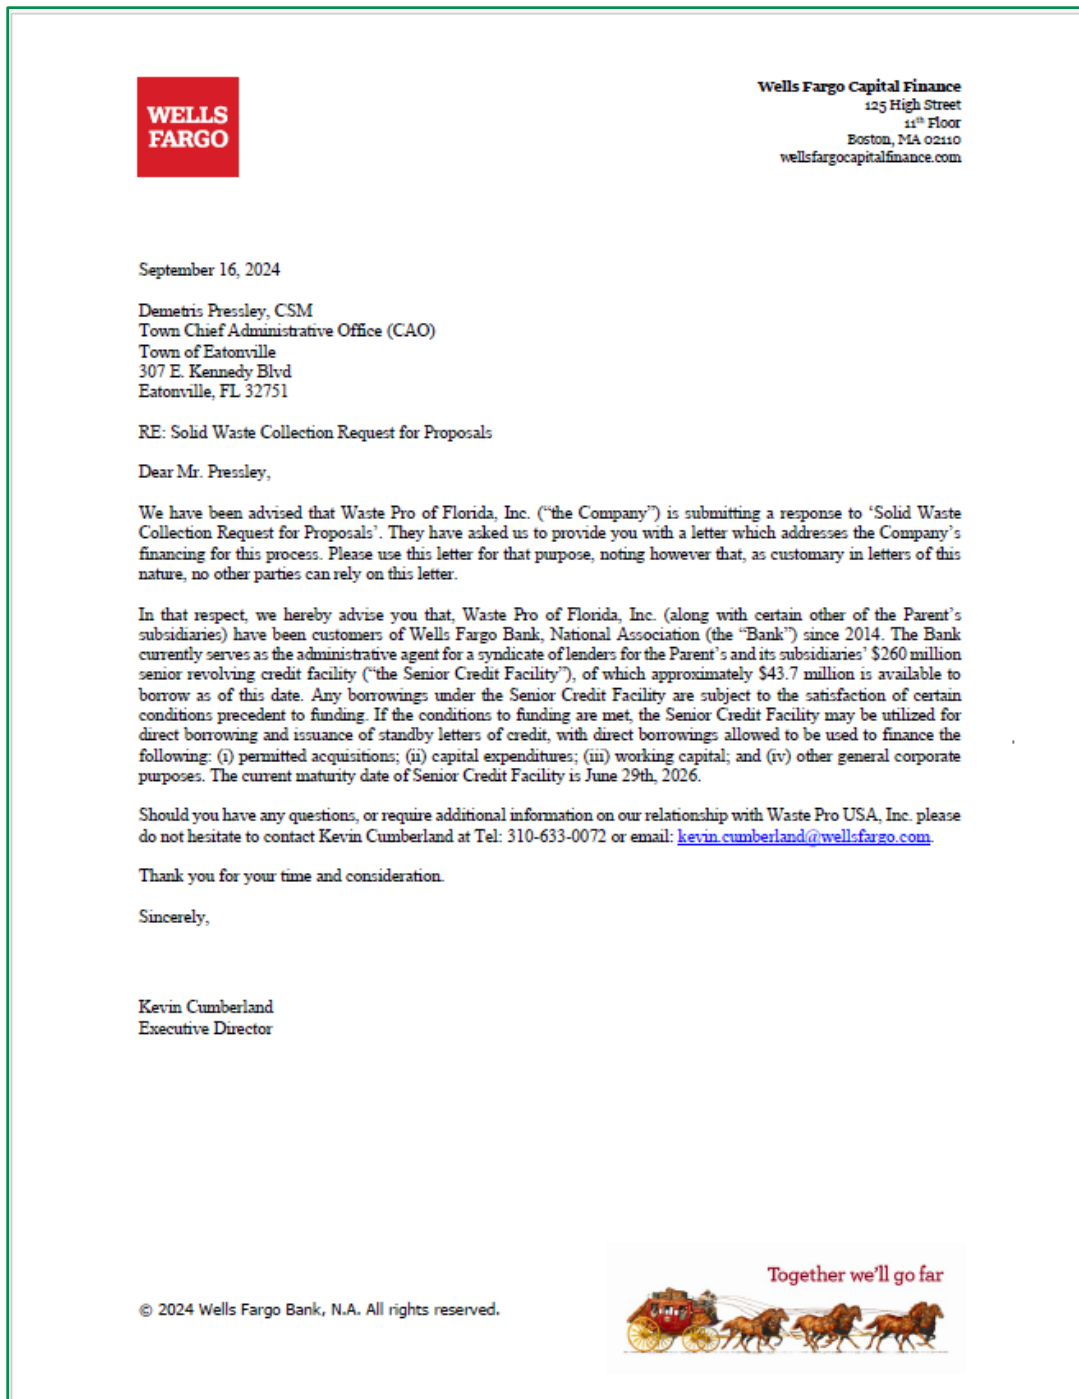 WELLS
FARGO
Wells Fargo Capital Finance
125 High Street
11th Floor
Boston, MA 02110
wellsfargocapitalfinance.com
September 16, 2024
Demetris Pressley, CSM
Town Chief Administrative Office (CAO)
Town of Eatonville
307 E. Kennedy Blvd
Eatonville, FL 32751
RE: Solid Waste Collection Request for Proposals
Dear Mr. Pressley,
We have been advised that Waste Pro of Florida, Inc. (“the Company”) is submitting a response to ‘Solid Waste
Collection Request for Proposals’. They have asked us to provide you with a letter which addresses the Company’s
financing for this process. Please use this letter for that purpose, noting however that, as customary in letters of this
nature, no other parties can rely on this letter.
In that respect, we hereby advise you that, Waste Pro of Florida, Inc. (along with certain other of the Parent’s
subsidiaries) have been customers of Wells Fargo Bank, National Association (the “Bank”) since 2014. The Bank
currently serves as the administrative agent for a syndicate of lenders for the Parent’s and its subsidiaries’ $260 million
senior revolving credit facility (“the Senior Credit Facility”), of which approximately $43.7 million is available to
borrow as of this date. Any borrowings under the Senior Credit Facility are subject to the satisfaction of certain
conditions precedent to funding. If the conditions to funding are met, the Senior Credit Facility may be utilized for
direct borrowing and issuance of standby letters of credit, with direct borrowings allowed to be used to finance the
following: (i) permitted acquisitions; (ii) capital expenditures; (iii) working capital; and (iv) other general corporate
purposes. The current maturity date of Senior Credit Facility is June 29th, 2026.
Should you have any questions, or require additional information on our relationship with Waste Pro USA, Inc. please
do not hesitate to contact Kevin Cumberland at Tel: 310-633-0072 or email: kevin.cumberland@wellsfargo.com.
Thank you for your time and consideration.
Sincerely,
Kevin Cumberland
Executive Director
Together we’ll go far
© 2024 Wells Fargo Bank, N.A. All rights reserved.